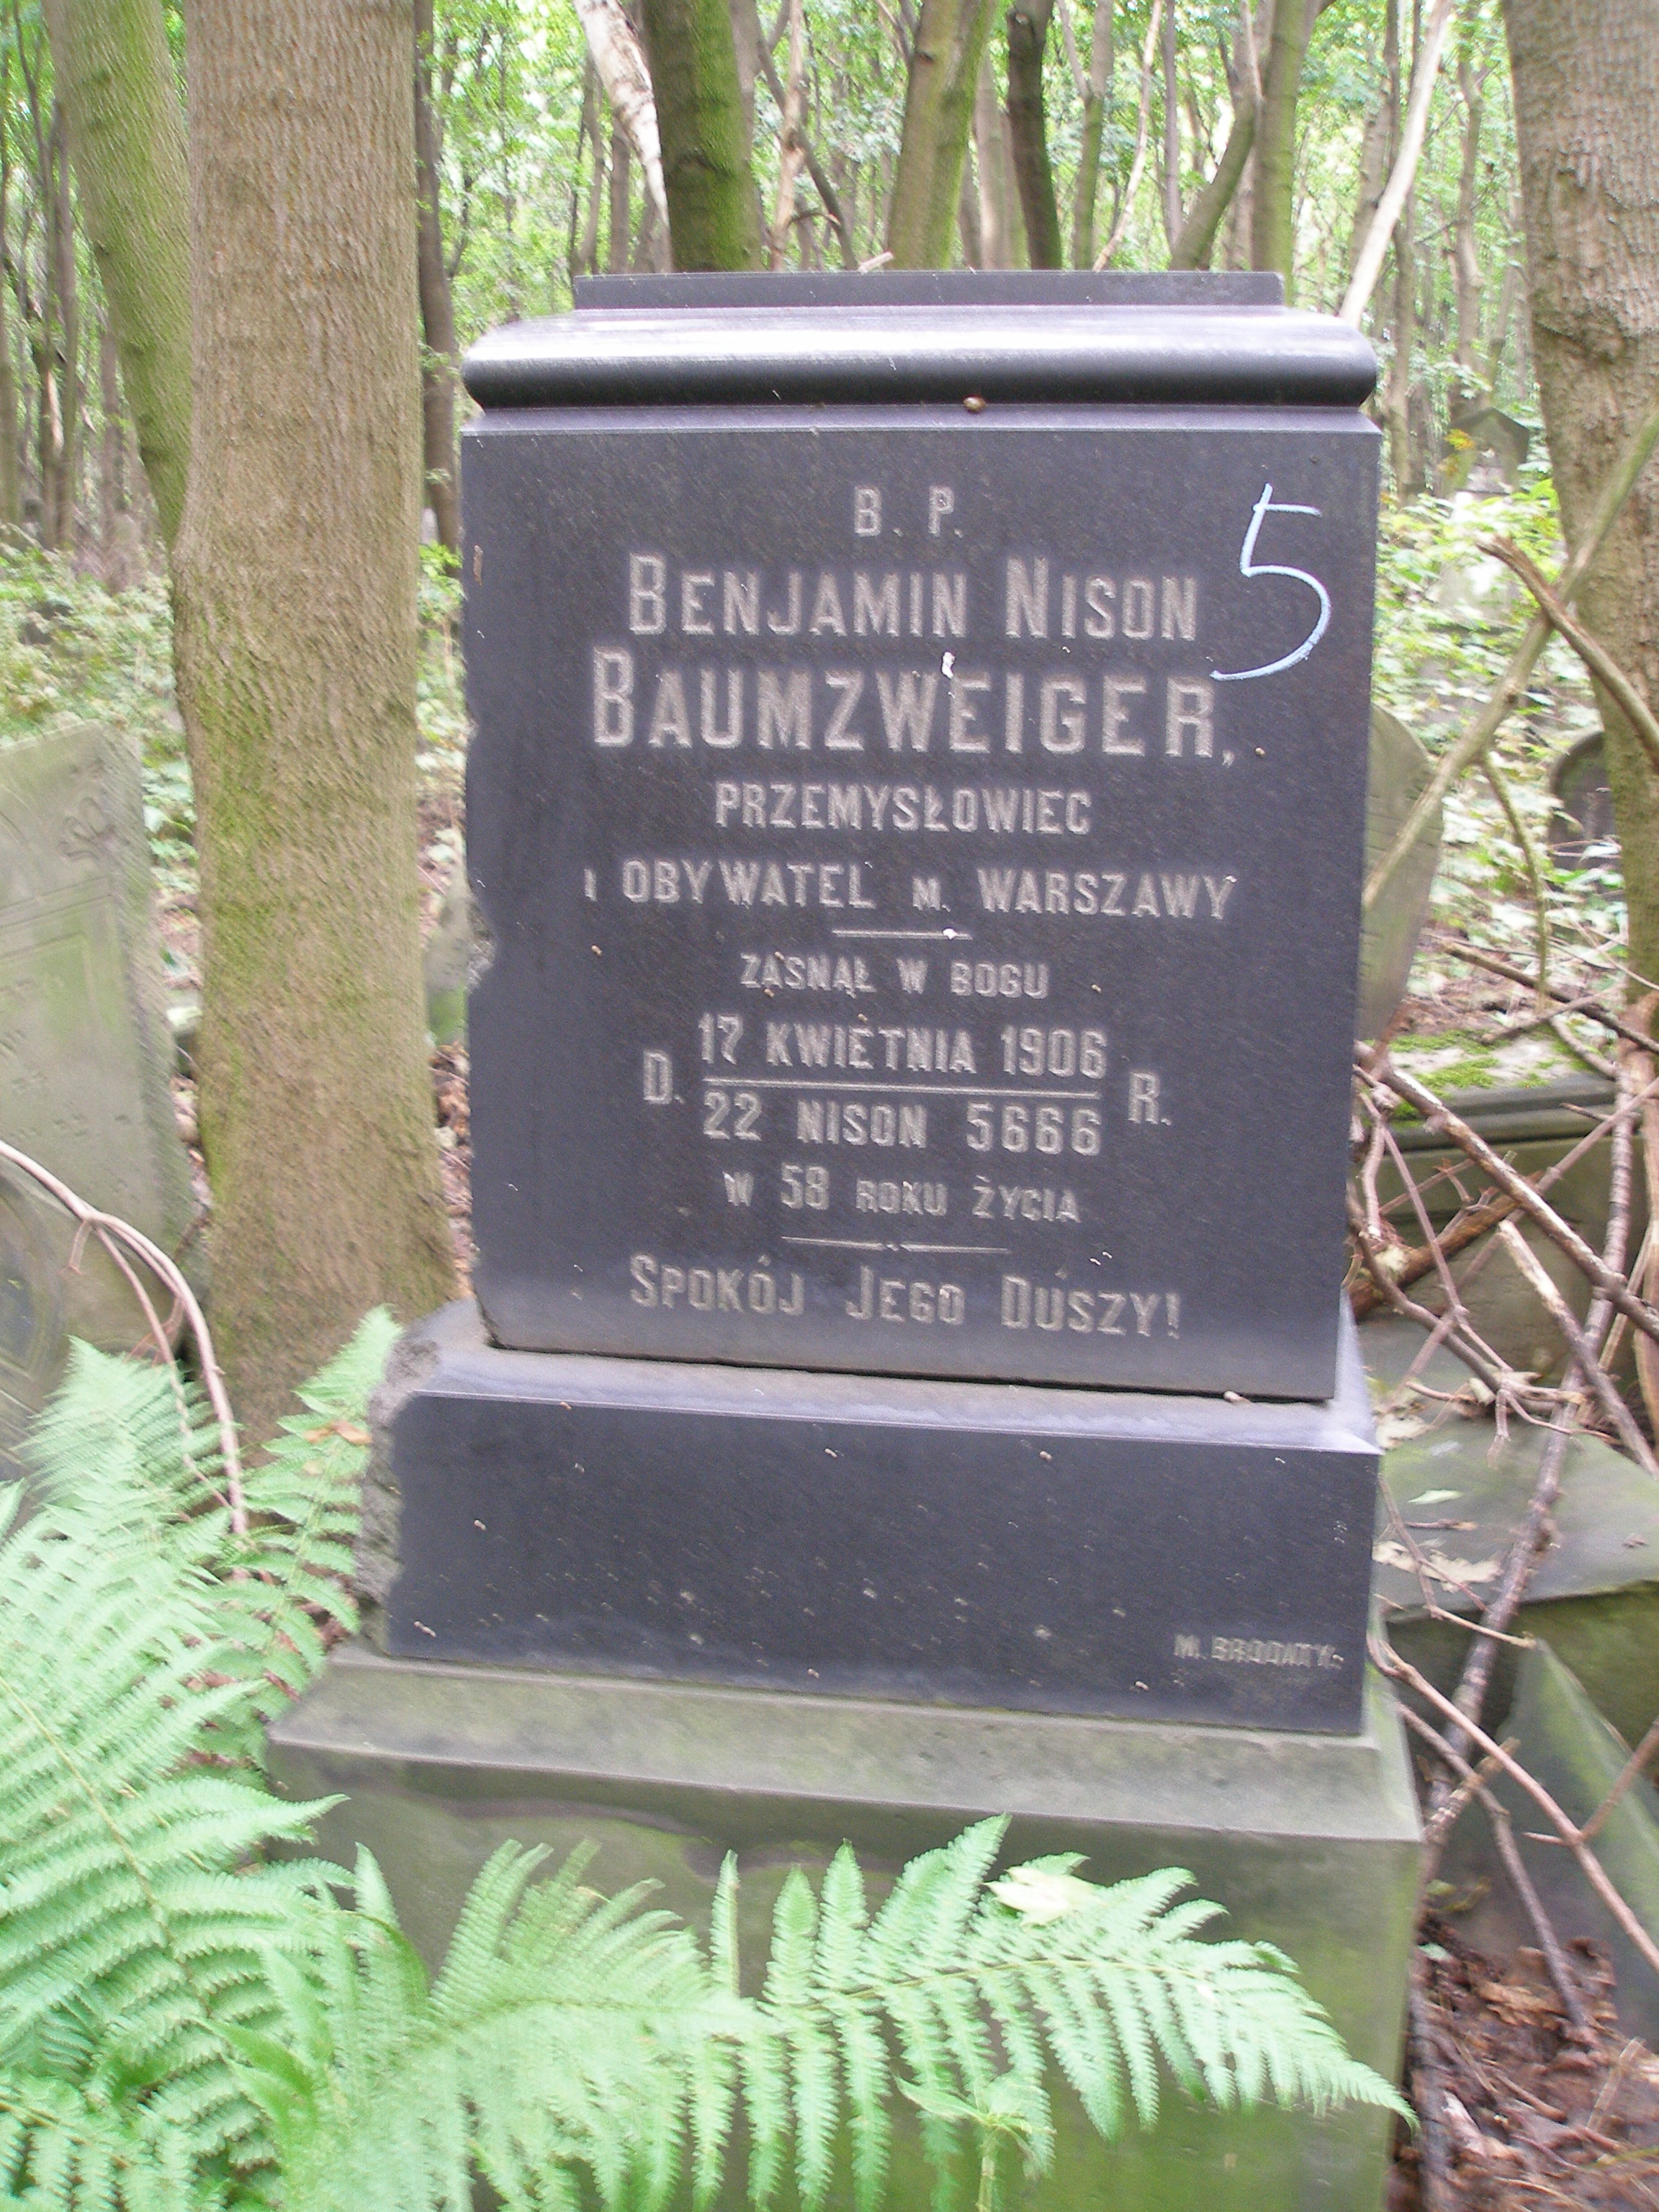 B. P.
BENJAMIN NISON
5
BAUMZWEIGER,
PRZEMYSŁOWIEC
I OBYWATEL M. WARSZAWY
ZASNĄŁ W BOGU
D. 17 KWIETNIA 1906 R.
22 NISON 5666
W 58 ROKU ŻYCIA
SPOKÓJ JEGO DUSZY!
M. BRODATY.